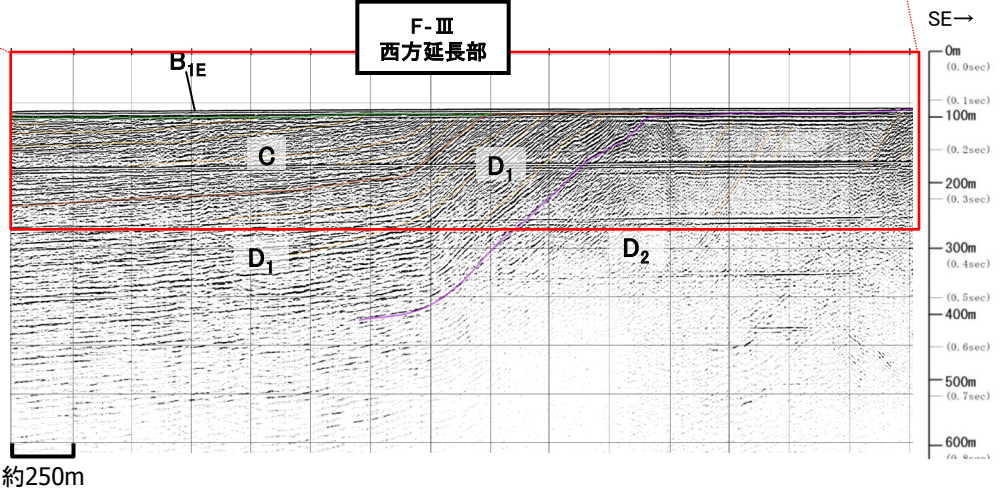 F-Ⅲ
西方延長部
SE→
B1E
C
D1
D1
D2
0m
(0.0sec)
(0.1sec)
100m
(0.2sec)
200m
(0.3sec)
300m
(0.4sec)
(0.5sec)
400m
(0.6sec)
500m
(0.7sec)
600m
(0.8sec)
約250m